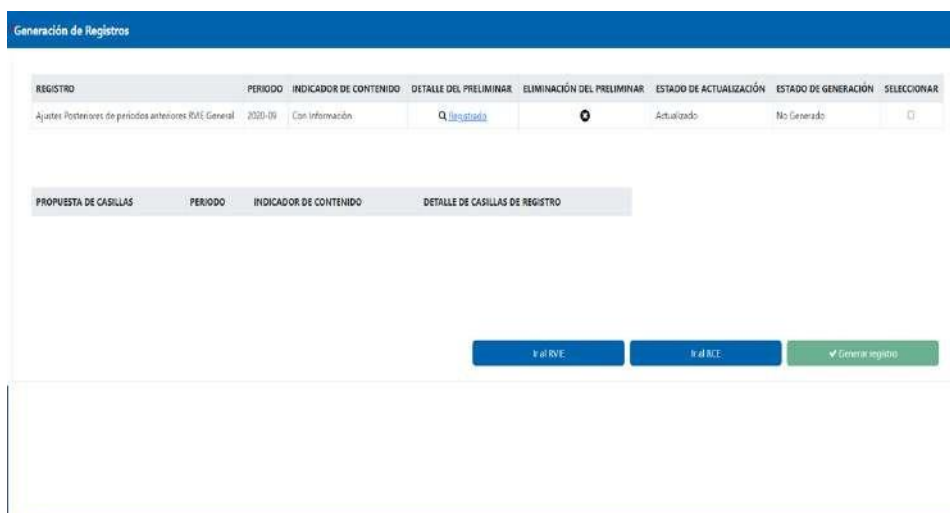 Generación de Registros
REGISTRO PERIODO INDICADOR DE CONTENIDO DETALLE DEL PRELIMINAR ELIMINACIÓN DEL PRELIMINAR ESTADO DE ACTUALIZACIÓN ESTADO DE GENERACIÓN SELECCIONAR
Ajustes Posteriores de periodos anteriores RVIE General 2020-09 Con Información Registrado Actualizado No Generado
PROPUESTA DE CASILLAS PERIODO INDICADOR DE CONTENIDO DETALLE DE CASILLAS DE REGISTRO
Ir al RVIE Ir al RCE Generar registro